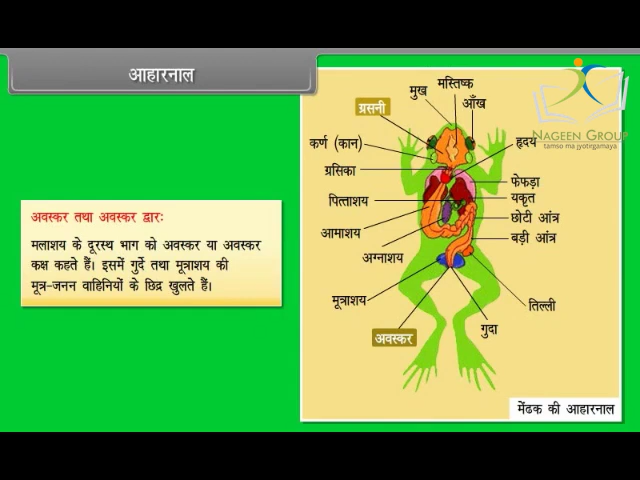 आहारनाल
NAGEEN GROUP
tamso ma jyotirgamaya
अवस्कर तथा अवस्कर द्वारः
मलाशय के दूरस्थ भाग को अवस्कर या अवस्कर
कक्ष कहते हैं। इसमें गुर्दे तथा मूत्राशय की
मूत्र-जनन वाहिनियों के छिद्र खुलते हैं।
मस्तिष्क
मुख
आँख
ग्रसनी
कर्ण (कान)
हृदय
ग्रसिका
फेफड़ा
पित्ताशय
यकृत
छोटी आंत्र
आमाशय
बड़ी आंत्र
अग्नाशय
मूत्राशय
तिल्ली
गुदा
अवस्कर
मेंढक की आहारनाल